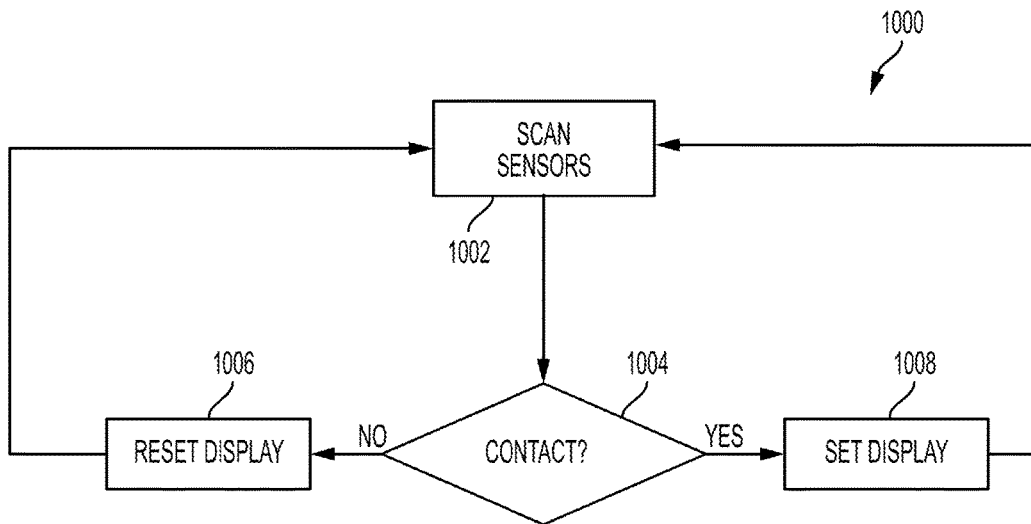 1000
SCAN
SENSORS
1002
1006
1004
1008
RESET DISPLAY
NO
CONTACT?
YES
SET DISPLAY